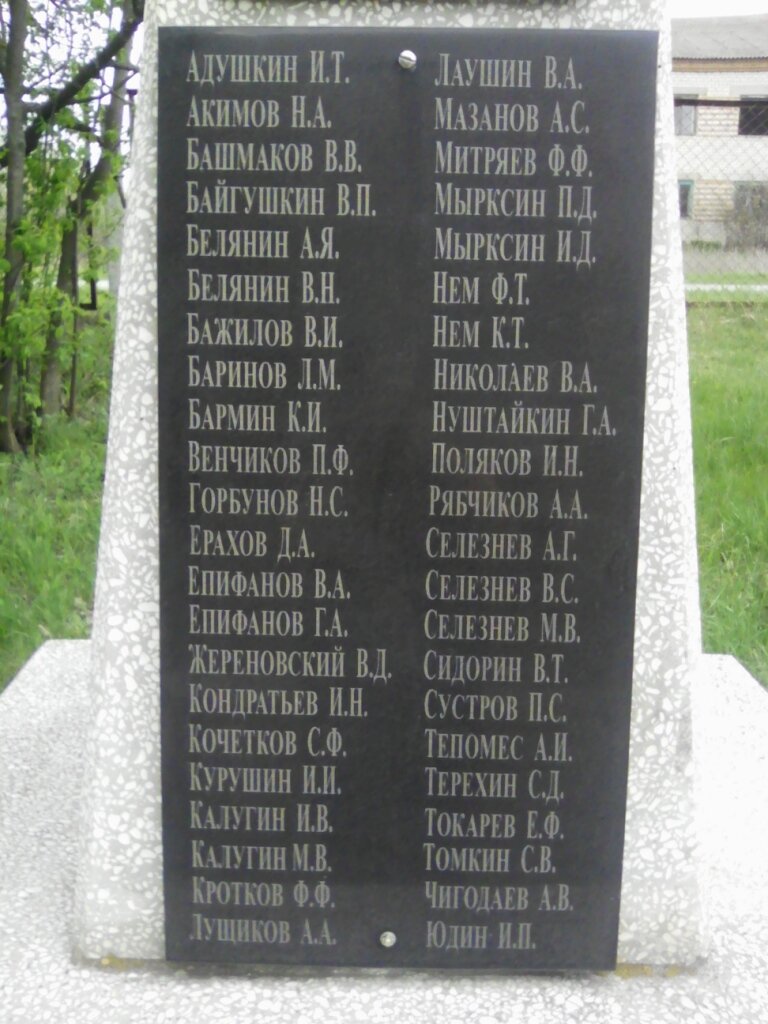 Адушкин И.Т.
Акимов Н.А.
Башмаков В.В.
Байгушкин В.П.
Белянин А.Я.
Белянин В.Н.
Бажилов В.И.
Баринов Л.М.
Бармин К.И.
Венчиков П.Ф.
Горбунов Н.С.
Ерахов Д.А.
Епифанов В.А.
Епифанов Г.А.
Жереновский В.Д.
Кондратьев И.Н.
Кочетков С.Ф.
Курушин И.И.
Калугин И.В.
Калугин М.В.
Кротков Ф.Ф.
Лущиков А.А.
Лаушин В.А.
Мазанов А.С.
Митряев Ф.Ф.
Мырксин П.Д.
Мырксин И.Д.
Нем Ф.Т.
Нем К.Т.
Николаев В.А.
Нуштайкин Г.А.
Поляков И.Н.
Рябчиков А.А.
Селезнев А.Г.
Селезнев В.С.
Селезнев М.В.
Сидорин В.Т.
Сустров П.С.
Тепомес А.И.
Терехин С.Д.
Токарев Е.Ф.
Томкин С.В.
Чигодаев А.В.
Юдин И.П.